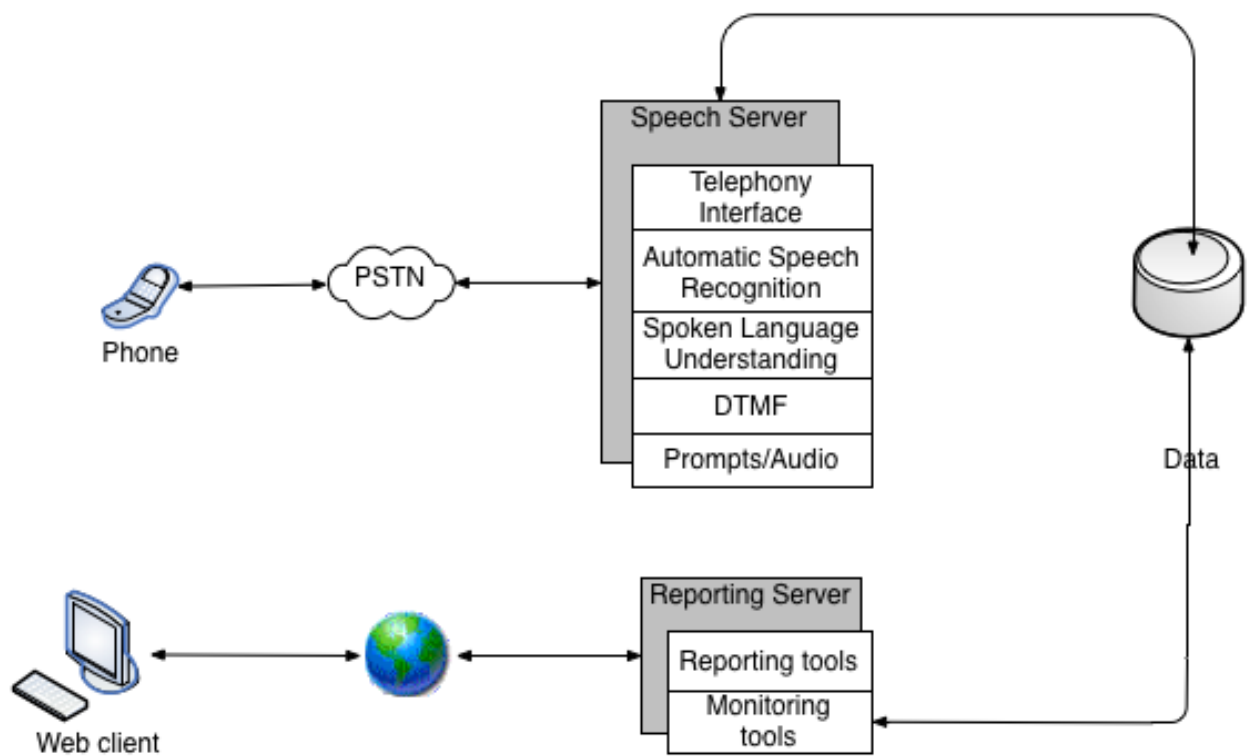 Speech Server
Telephony
Interface
Automatic Speech
Recognition
Spoken Language
Understanding
DTMF
Prompts/Audio
PSTN
Phone
Data
Reporting Server
Reporting tools
Monitoring
tools
Web client